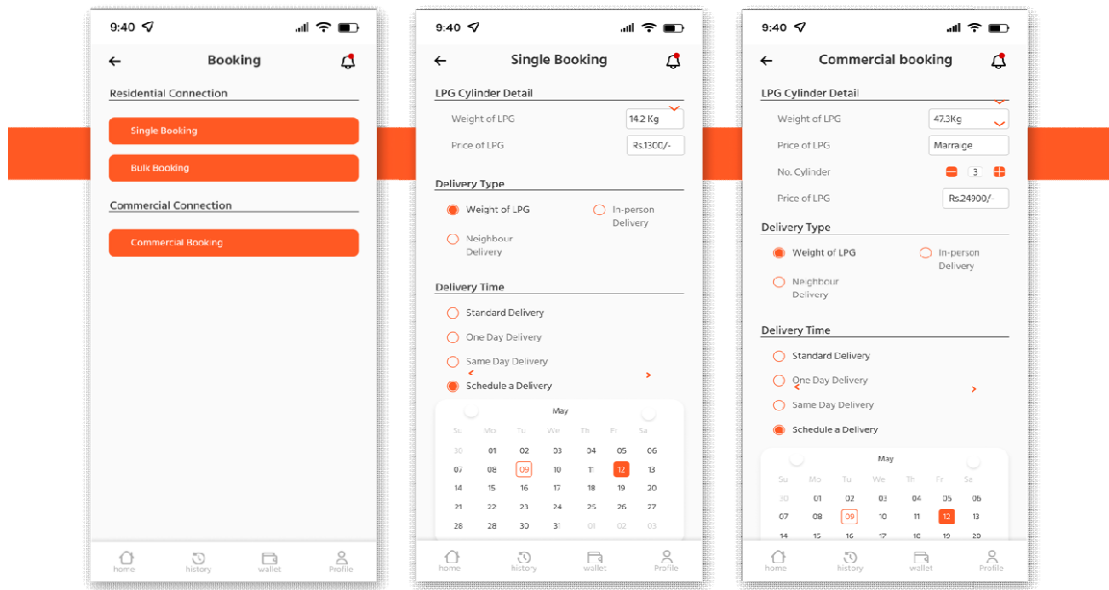 9:40
Booking
Residential Connection
Single Booking
Bulk Booking
Commercial Connection
Commercial Booking
home history wallet Profile
9:40
Single Booking
LPG Cylinder Detail
Weight of LPG 14.2 Kg
Price of LPG Rs.1300/-
Delivery Type
Weight of LPG In-person
Delivery
Neighbour
Delivery
Delivery Time
Standard Delivery
One Day Delivery
Same Day Delivery
Schedule a Delivery
May
Su Mo Tu We Th Fr Sa
30 01 02 03 04 05 06
07 08 09 10 11 12 13
14 15 16 17 18 19 20
21 22 23 24 25 26 27
28 28 30 31 01 02 03
home history wallet Profile
9:40
Commercial booking
LPG Cylinder Detail
Weight of LPG 47.3Kg
Price of LPG Marraige
No. Cylinder 3
Price of LPG Rs.24900/-
Delivery Type
Weight of LPG In-person
Delivery
Neighbour
Delivery
Delivery Time
Standard Delivery
One Day Delivery
Same Day Delivery
Schedule a Delivery
May
Su Mo Tu We Th Fr Sa
30 01 02 03 04 05 06
07 08 09 10 11 12 13
14 15 16 17 18 19 20
home history wallet Profile